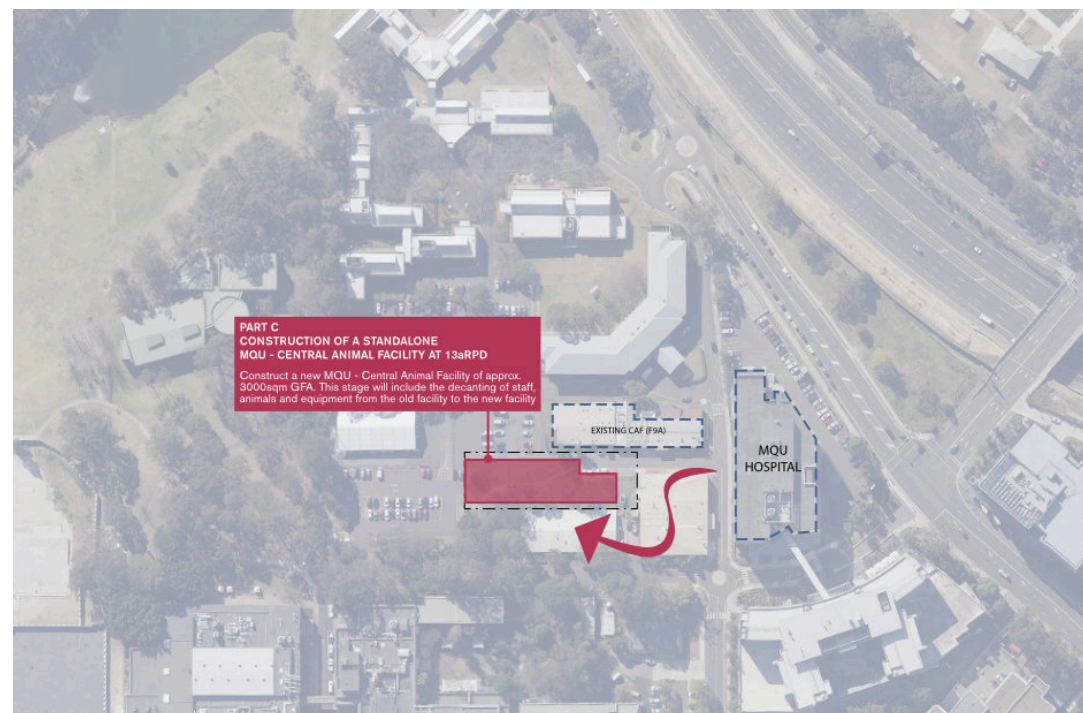 PART C
CONSTRUCTION OF A STANDALONE
MQU - CENTRAL ANIMAL FACILITY AT 13aRPD
Construct a new MQU - Central Animal Facility of approx.
3000sqm GFA. This stage will include the decanting of staff,
animals and equipment from the old facility to the new facility
EXISTING CAF (F9A)
MQU
HOSPITAL